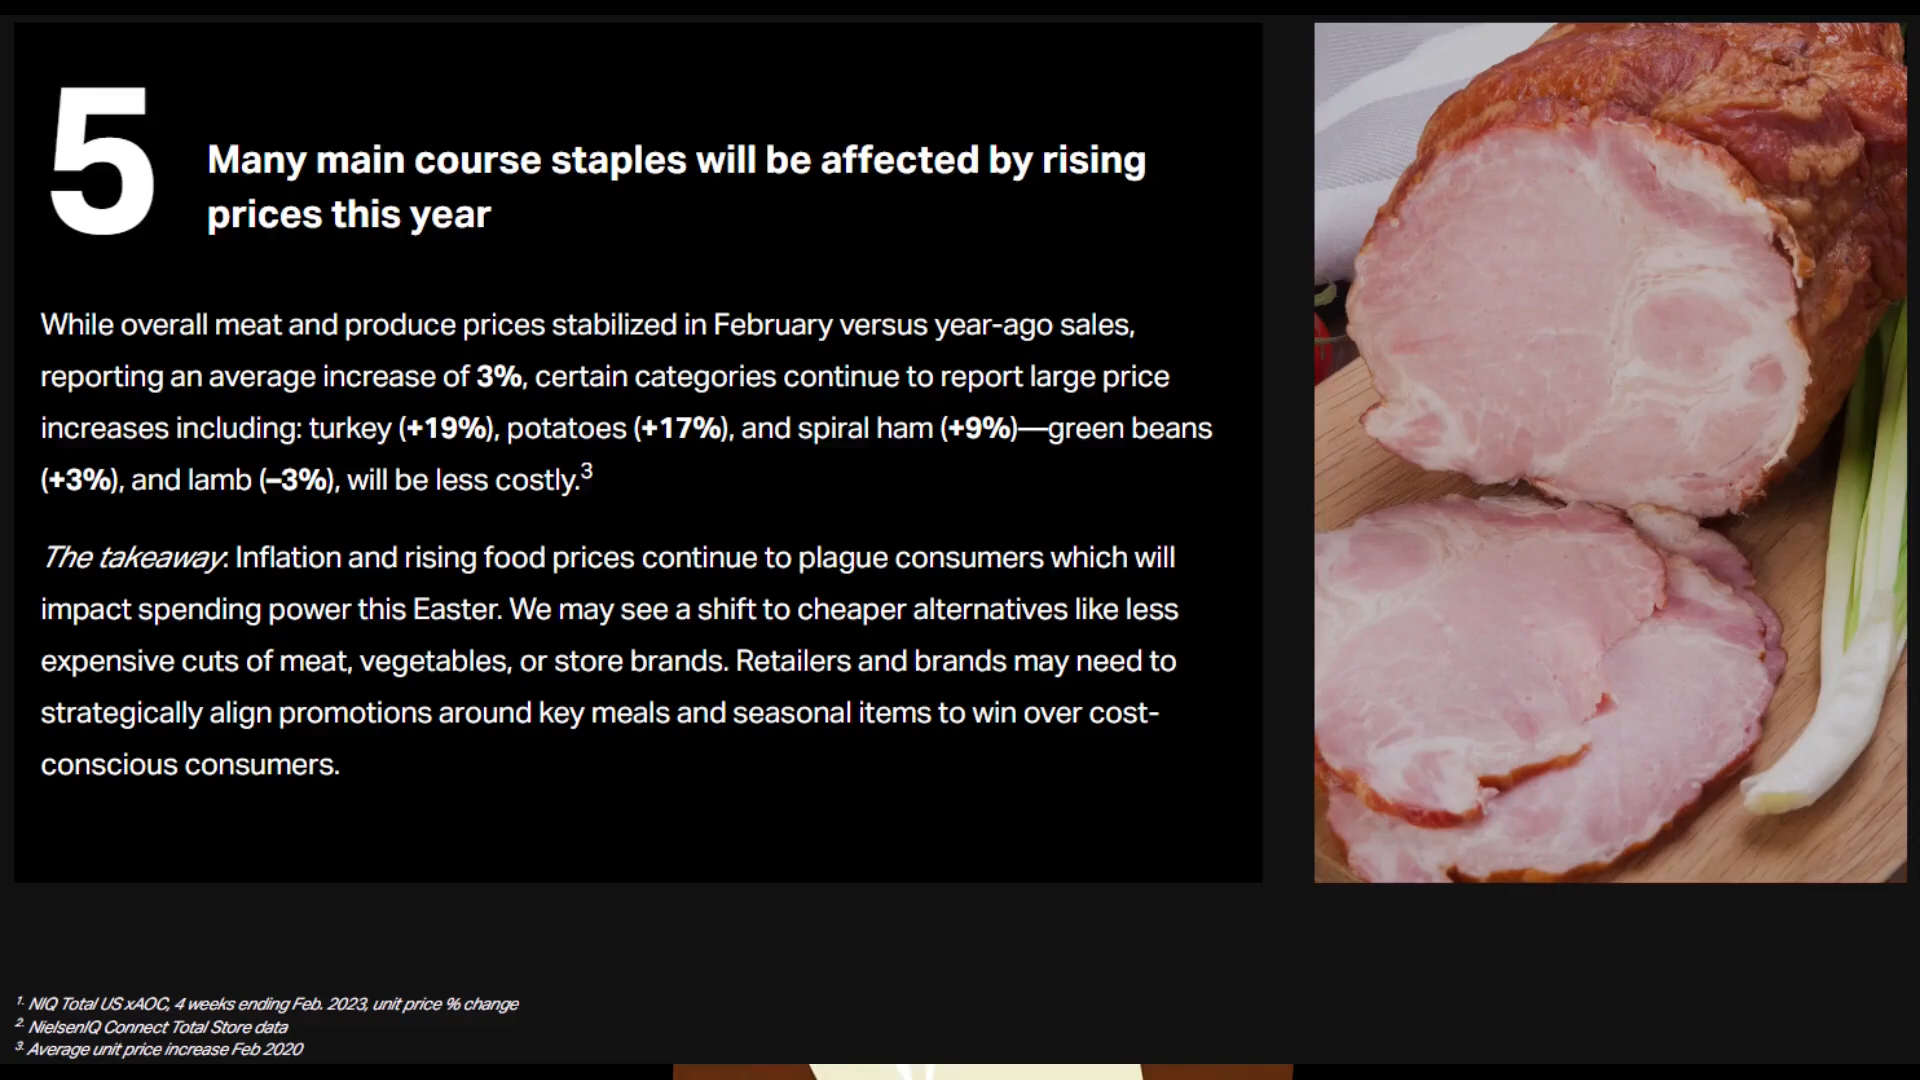 5
Many main course staples will be affected by rising
prices this year
While overall meat and produce prices stabilized in February versus year-ago sales,
reporting an average increase of 3%, certain categories continue to report large price
increases including: turkey (+19%), potatoes (+17%), and spiral ham (+9%)—green beans
(+3%), and lamb (–3%), will be less costly.3
The takeaway: Inflation and rising food prices continue to plague consumers which will
impact spending power this Easter. We may see a shift to cheaper alternatives like less
expensive cuts of meat, vegetables, or store brands. Retailers and brands may need to
strategically align promotions around key meals and seasonal items to win over cost-
conscious consumers.
1. NIQ Total US xAOC, 4 weeks ending Feb. 2023, unit price % change
2. NielsenIQ Connect Total Store data
3. Average unit price increase Feb 2020